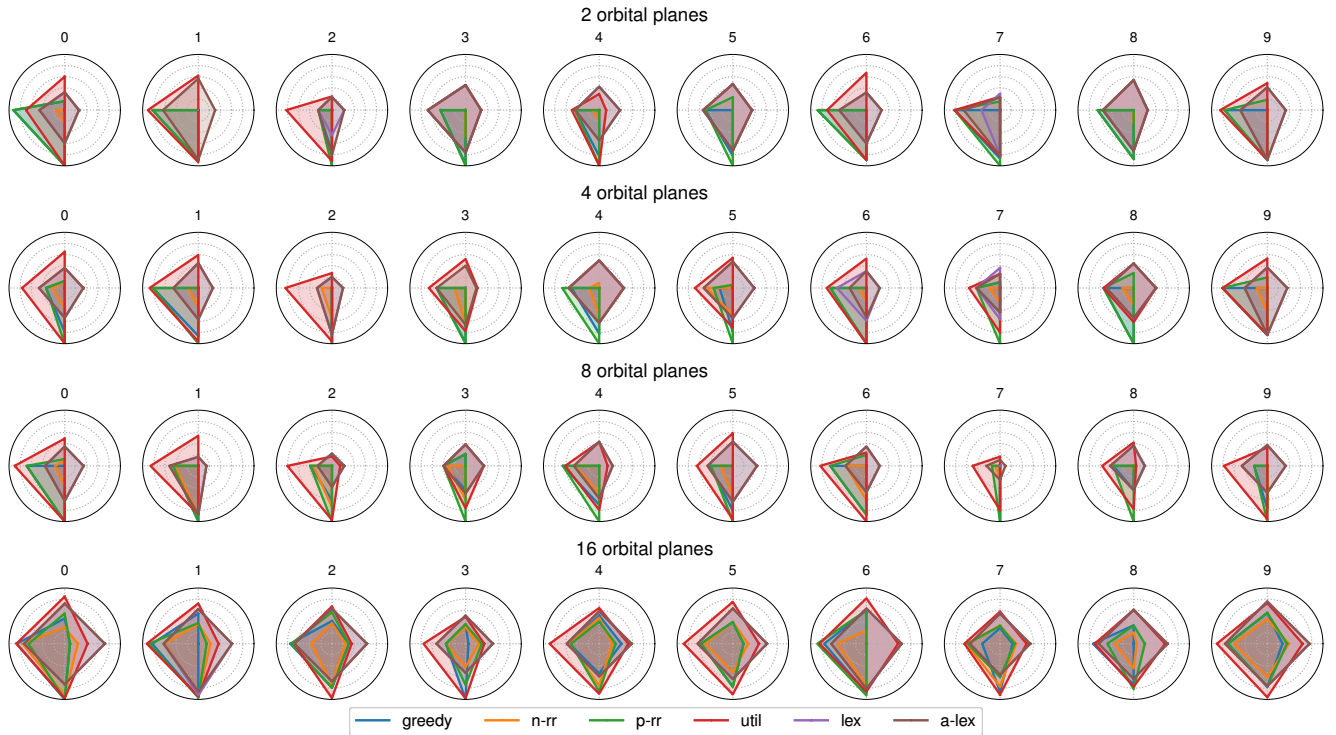 2 orbital planes
0 1 2 3 4 5 6 7 8 9
4 orbital planes
0 1 2 3 4 5 6 7 8 9
8 orbital planes
0 1 2 3 4 5 6 7 8 9
16 orbital planes
0 1 2 3 4 5 6 7 8 9
greedy n-rr p-rr util lex a-lex